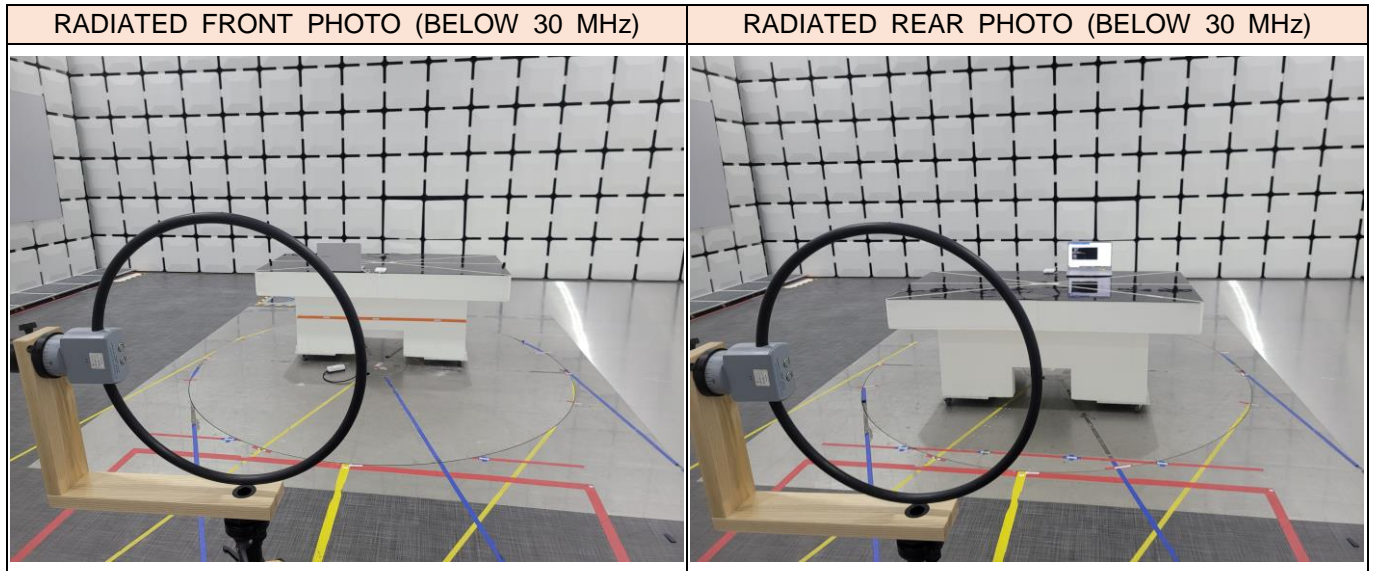 RADIATED FRONT PHOTO (BELOW 30 MHz)
RADIATED REAR PHOTO (BELOW 30 MHz)